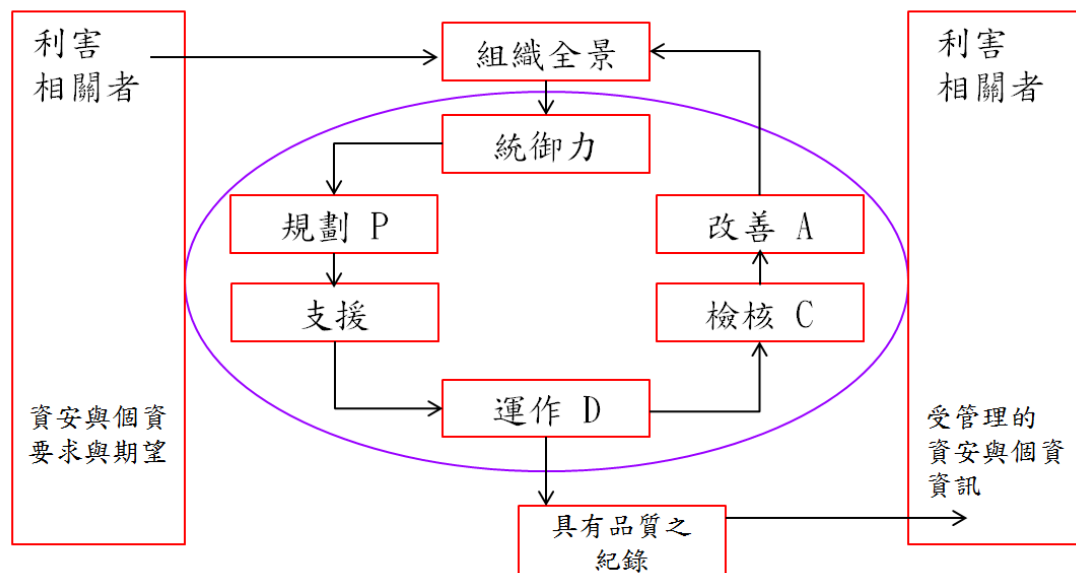 利害
相關者
資安與個資
要求與期望
組織全景
統御力
規劃 P
支援
運作 D
檢核 C
改善 A
具有品質之
紀錄
利害
相關者
受管理的
資安與個資
資訊